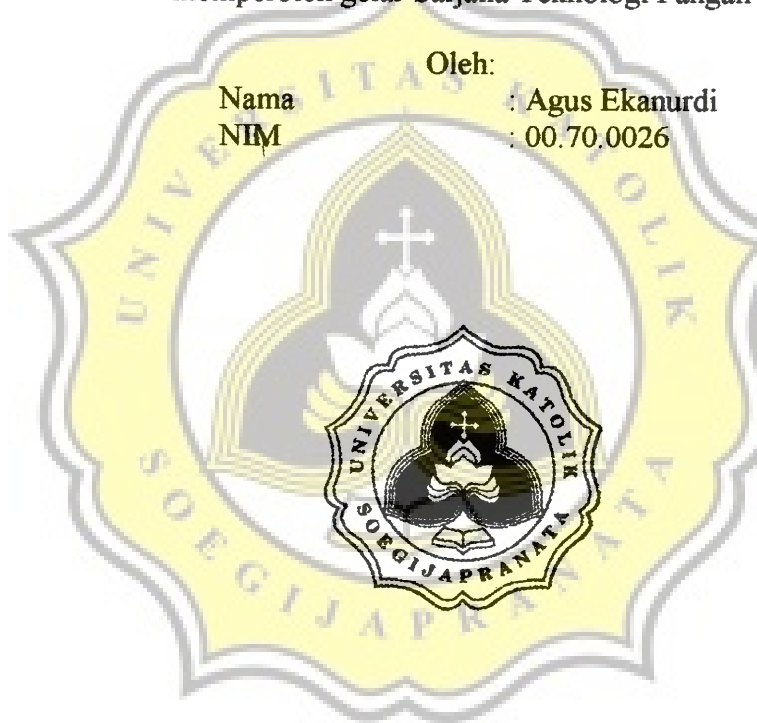 memperoleh gelar Sarjana Teknologi Pangan
Oleh:
Nama : Agus Ekanurdi
NIM : 00.70.0026
UNIVERSITAS KATOLIK
SOEGIJAPRANATA
UNIVERSITAS KATOLIK
SOEGIJAPRANATA